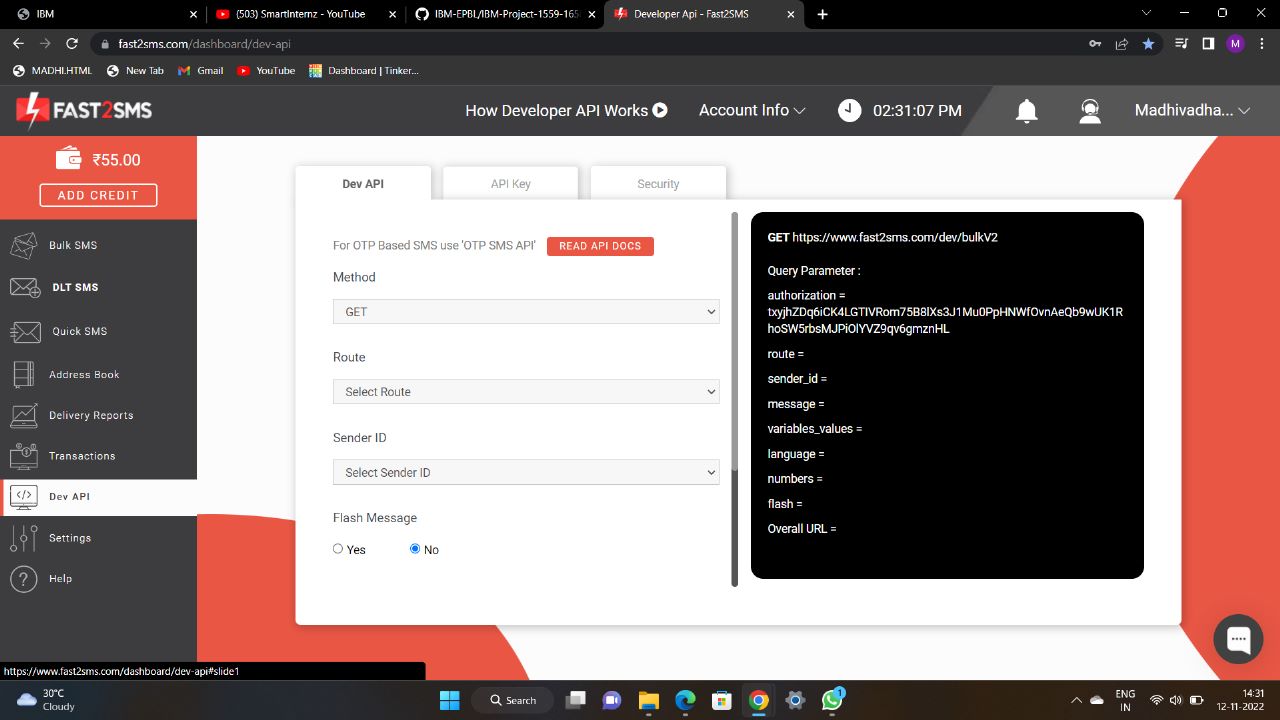 IBM
(503) SmartInternz - YouTube
IBM-EPBL/IBM-Project-1559-165
Developer Api - Fast2SMS
fast2sms.com/dashboard/dev-api
M
MADHI.HTML
New Tab
Gmail
YouTube
Dashboard | Tinker...
FAST2SMS
How Developer API Works
Account Info
02:31:07 PM
Madhivadha...
₹55.00
ADD CREDIT
Bulk SMS
DLT SMS
Quick SMS
Address Book
Delivery Reports
Transactions
Dev API
Settings
Help
Dev API
API Key
Security
For OTP Based SMS use 'OTP SMS API'
READ API DOCS
Method
GET
Route
Select Route
Sender ID
Select Sender ID
Flash Message
Yes
No
GET https://www.fast2sms.com/dev/bulkV2
Query Parameter :
authorization =
txyjhZDq6iCK4LGTIVRom75B8lXs3J1Mu0PpHNWfOvnAeQb9wUK1R
hoSW5rbsMJPiOlYVZ9qv6gmznHL
route =
sender_id =
message =
variables_values =
language =
numbers =
flash =
Overall URL =
https://www.fast2sms.com/dashboard/dev-api#slide1
30°C
Cloudy
Search
1
ENG
IN
14:31
12-11-2022